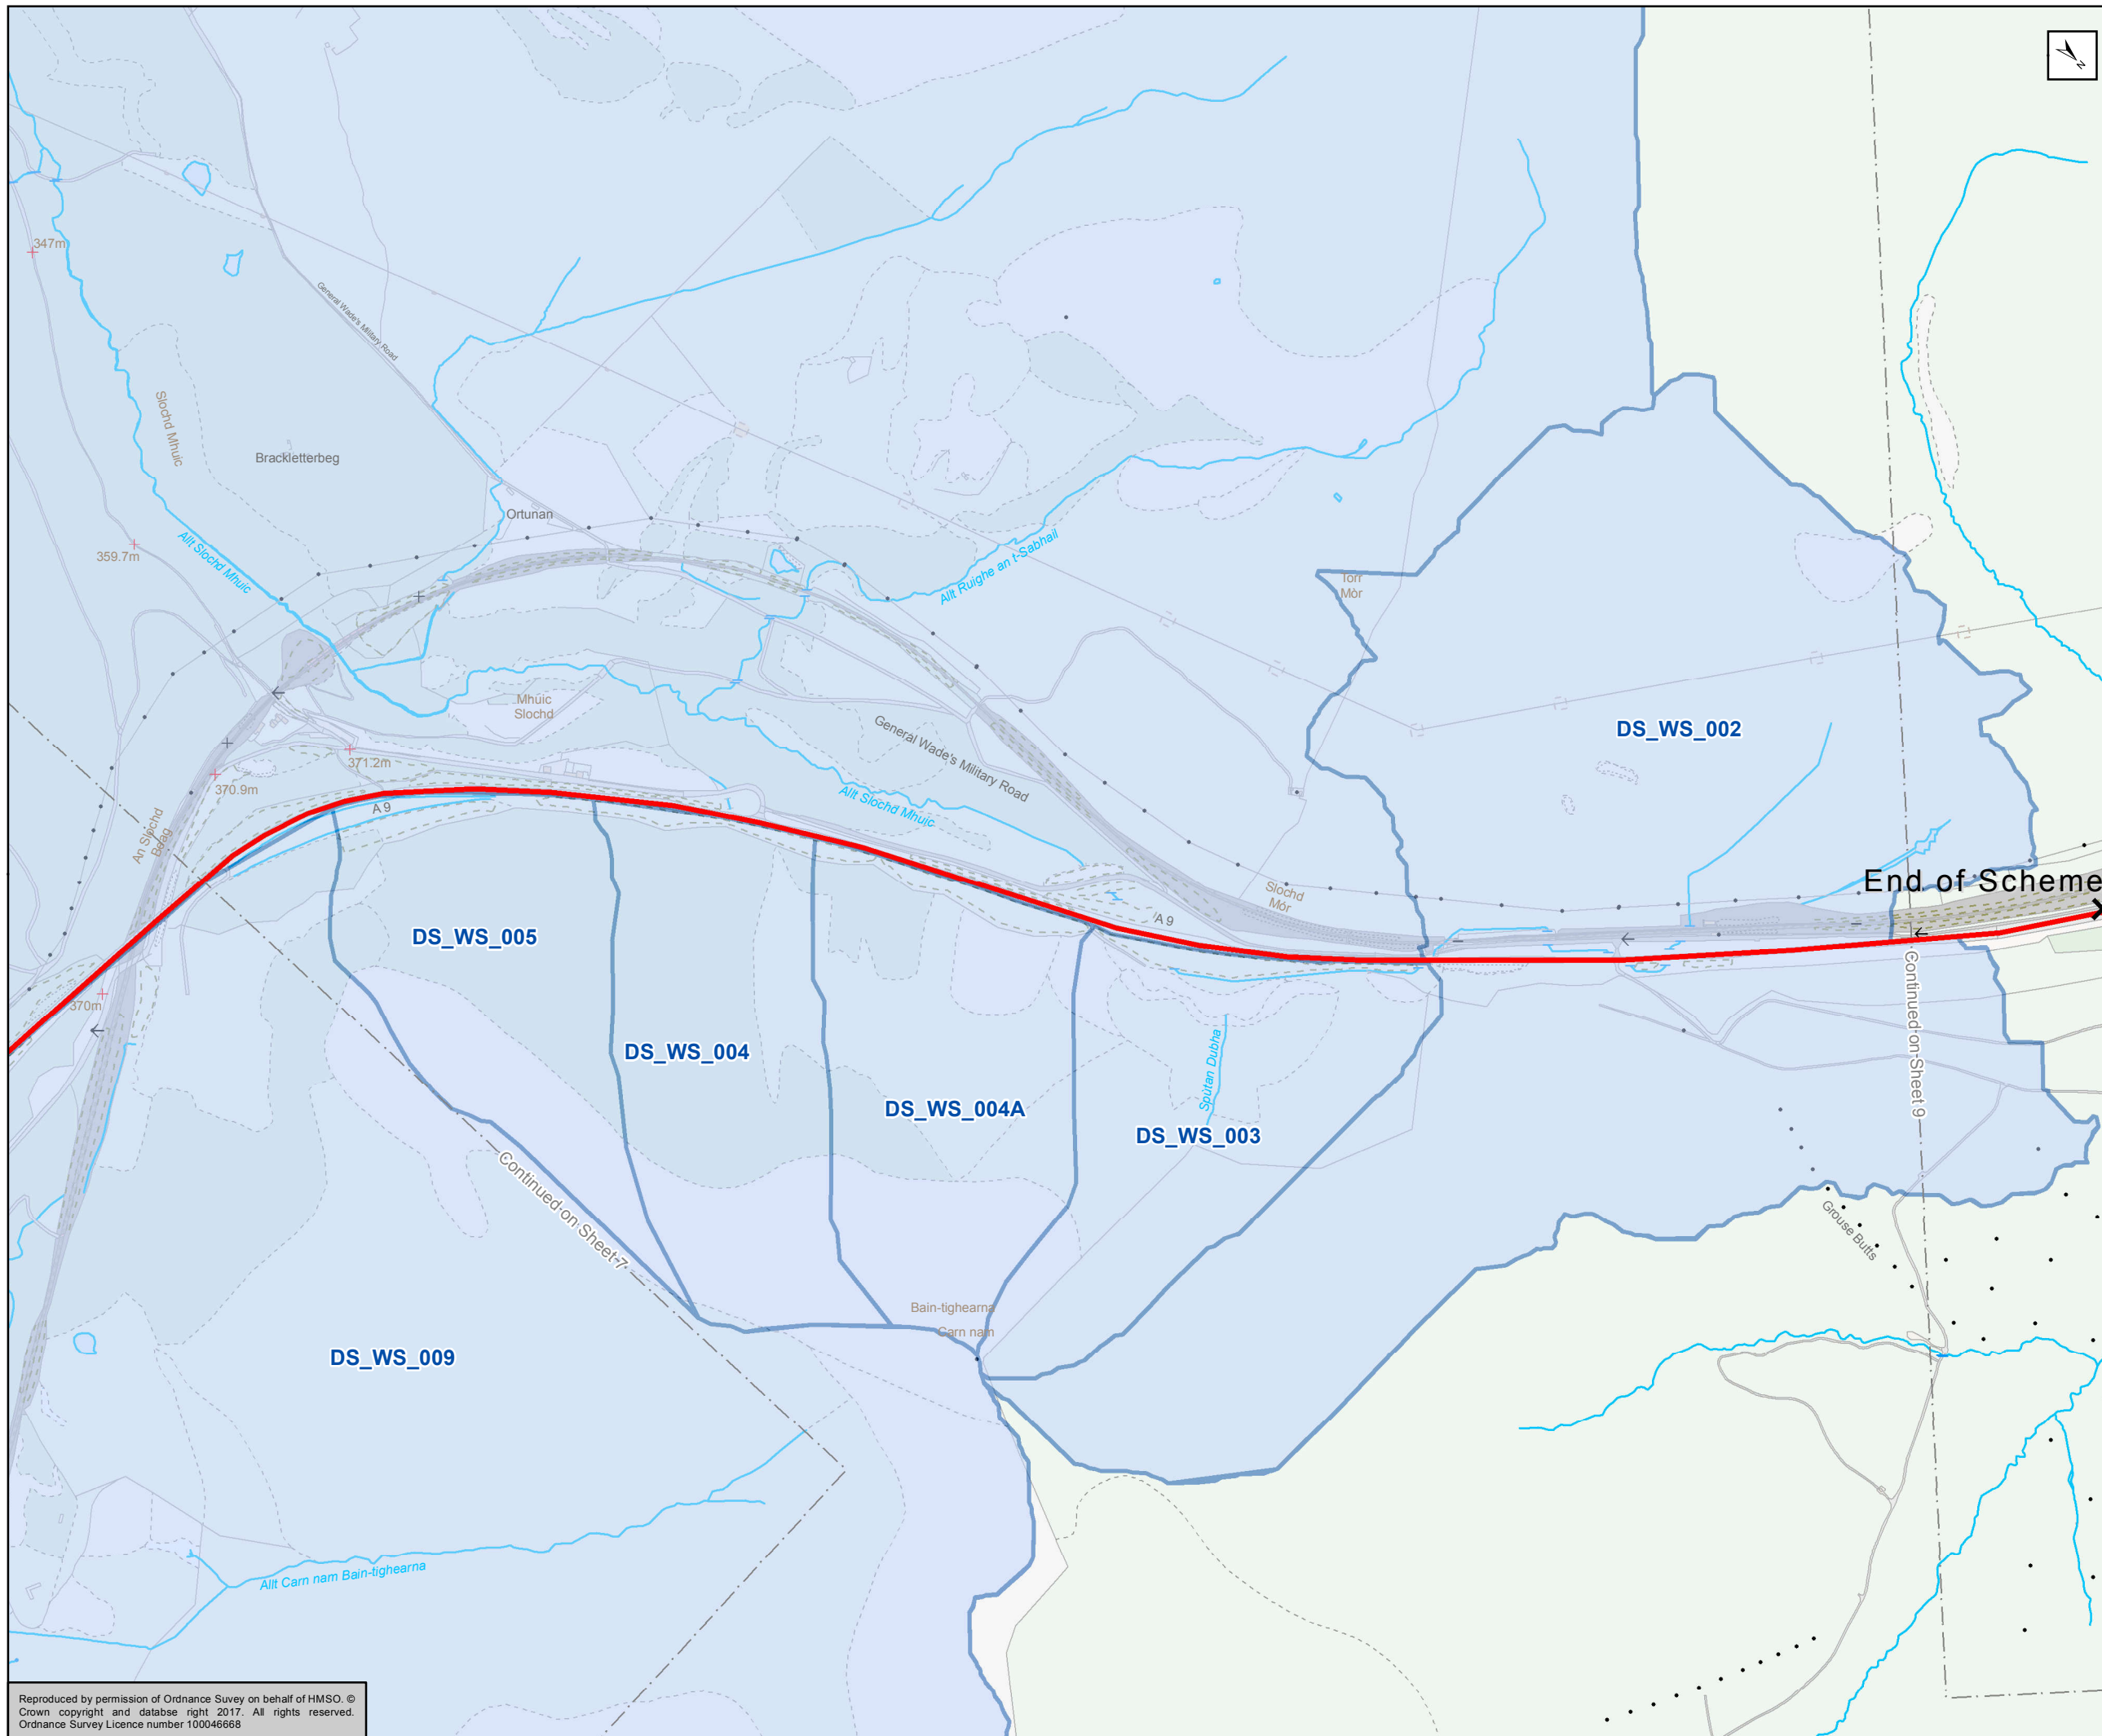 N
347m
General Wade's Military Road
Slochd Mhuic
Brackletterbeg
Ortunan
359.7m
Allt Slochd Mhuic
Allt Ruighe an t-Sabhail
Torr
Mòr
Mhuic
Slochd
General Wade's Military Road
DS_WS_002
371.2m
370.9m
A 9
Allt Slochd Mhuic
An Slochd
Beag
Slochd
Mór
End of Scheme
A 9
DS_WS_005
370m
Continued on Sheet 9
DS_WS_004
Spùtan Dubha
DS_WS_004A
DS_WS_003
Continued on Sheet 7
Grouse Butts
Bain-tighearna
Carn nam
DS_WS_009
Allt Carn nam Bain-tighearna
Reproduced by permission of Ordnance Suvey on behalf of HMSO. ©
Crown copyright and databse right 2017. All rights reserved.
Ordnance Survey Licence number 100046668